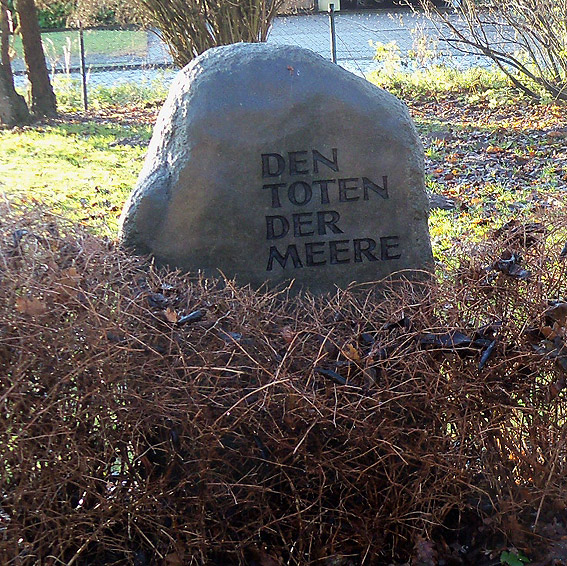 DEN
TOTEN
DER
MEERE